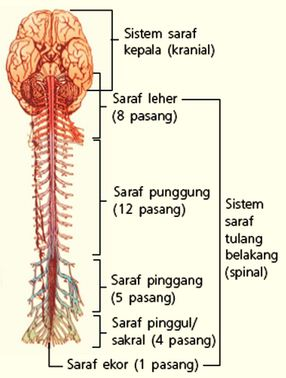 Sistem saraf
kepala (kranial)
Saraf leher
(8 pasang)
Saraf punggung
(12 pasang)
Sistem
saraf
tulang
belakang
(spinal)
Saraf pinggang
(5 pasang)
Saraf pinggul/
sakral (4 pasang)
Saraf ekor (1 pasang)